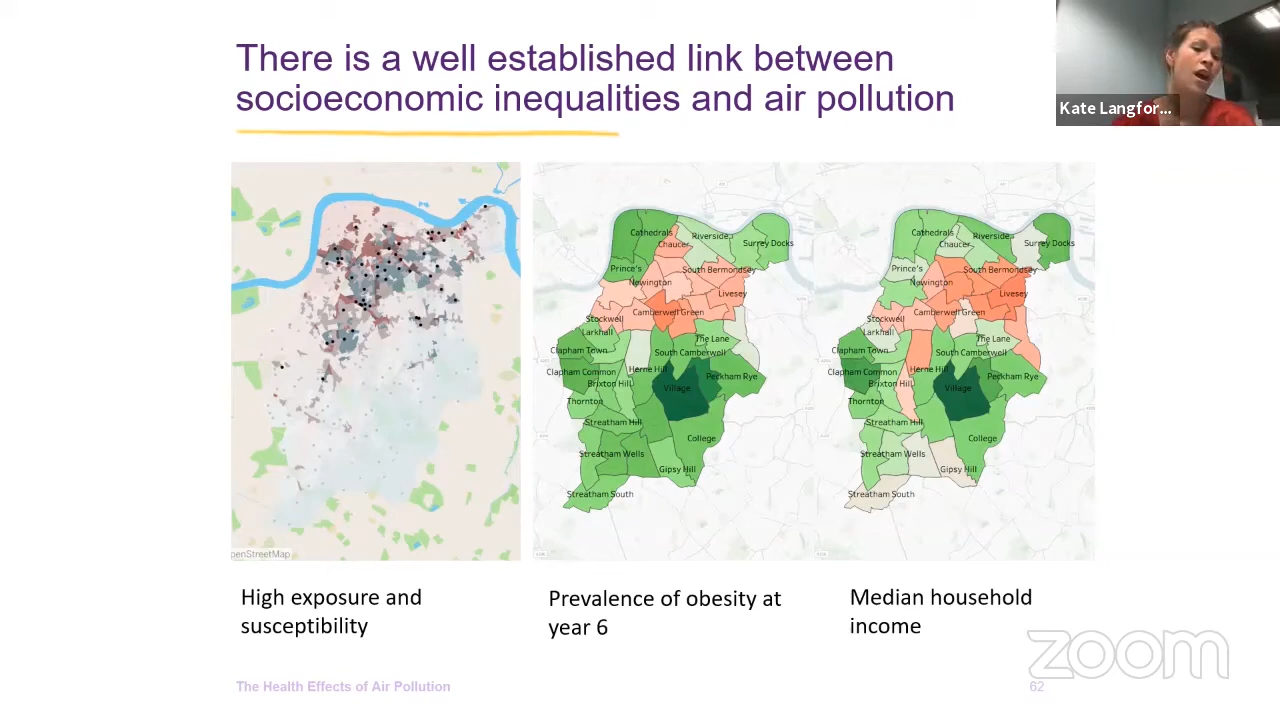 There is a well established link between
socioeconomic inequalities and air pollution
Kate Langfor...
penStreetMap
Cathedrals
Chaucer
Riverside
Surrey Docks
Prince's
South Bermondsey
Newington
Livesey
Camberwell Green
Stockwell
Larkhall
The Lane
Clapham Town
South Camberwell
Clapham Common
Herne Hill
Peckham Rye
Brixton Hill
Village
Thornton
Streatham Hill
College
Streatham Wells
Gipsy Hill
Streatham South
Cathedrals
Chaucer
Riverside
Surrey Docks
Prince's
South Bermondsey
Newington
Livesey
Camberwell Green
Stockwell
Larkhall
The Lane
Clapham Town
South Camberwell
Clapham Common
Herne Hill
Peckham Rye
Brixton Hill
Village
Thornton
Streatham Hill
College
Streatham Wells
Gipsy Hill
Streatham South
High exposure and
susceptibility
Prevalence of obesity at
year 6
Median household
income
zoom
The Health Effects of Air Pollution
62